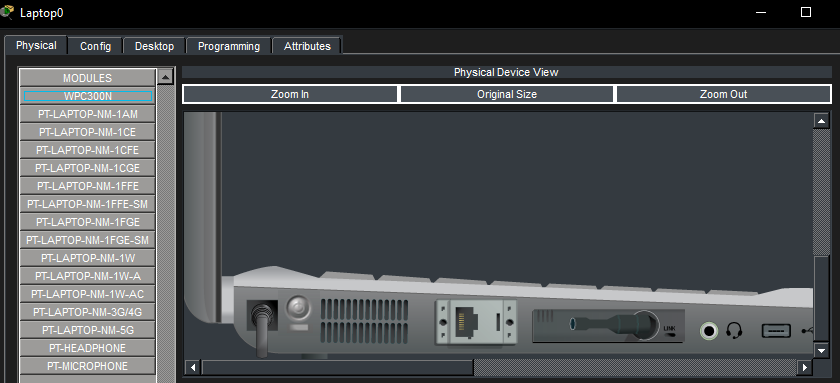 Laptop0
Physical Config Desktop Programming Attributes
MODULES
WPC300N
PT-LAPTOP-NM-1AM
PT-LAPTOP-NM-1CE
PT-LAPTOP-NM-1CFE
PT-LAPTOP-NM-1CGE
PT-LAPTOP-NM-1FFE
PT-LAPTOP-NM-1FFE-SM
PT-LAPTOP-NM-1FGE
PT-LAPTOP-NM-1FGE-SM
PT-LAPTOP-NM-1W
PT-LAPTOP-NM-1W-A
PT-LAPTOP-NM-1W-AC
PT-LAPTOP-NM-3G/4G
PT-LAPTOP-NM-5G
PT-HEADPHONE
PT-MICROPHONE
Physical Device View
Zoom In Original Size Zoom Out
LINK